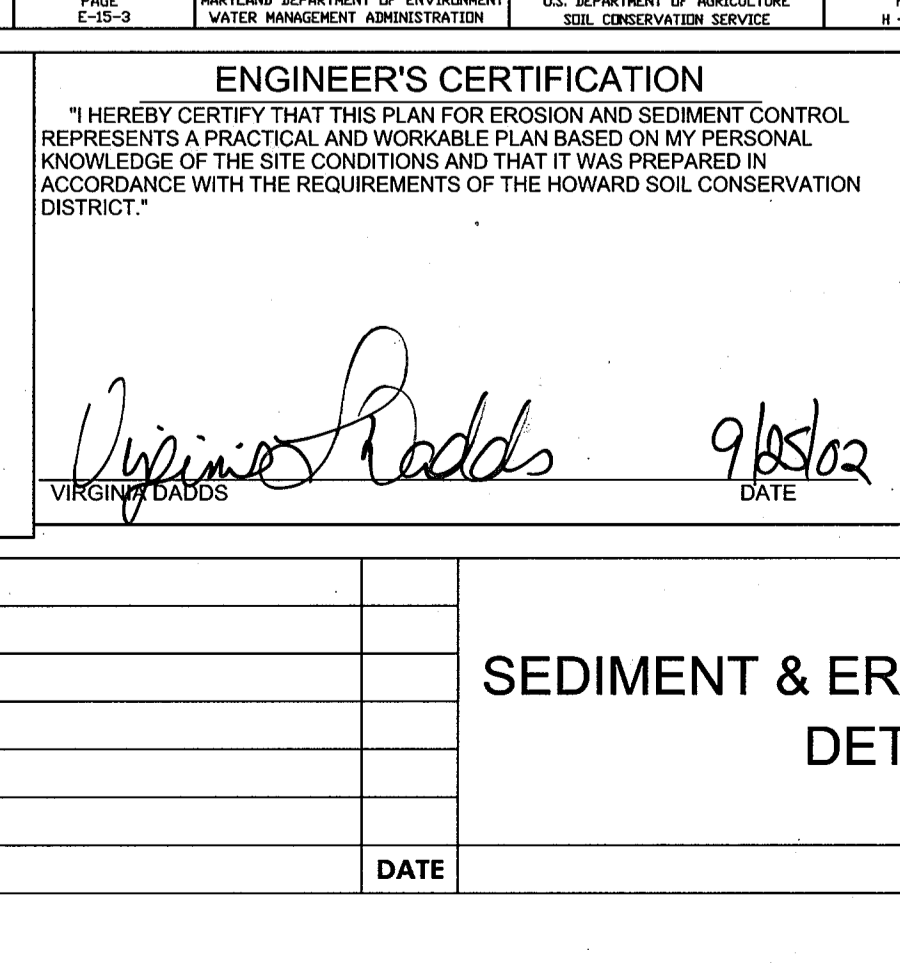 PAGE
E-15-3
MARYLAND DEPARTMENT OF ENVIRONMENT
WATER MANAGEMENT ADMINISTRATION
U.S. DEPARTMENT OF AGRICULTURE
SOIL CONSERVATION SERVICE
H
ENGINEER'S CERTIFICATION
"I HEREBY CERTIFY THAT THIS PLAN FOR EROSION AND SEDIMENT CONTROL
REPRESENTS A PRACTICAL AND WORKABLE PLAN BASED ON MY PERSONAL
KNOWLEDGE OF THE SITE CONDITIONS AND THAT IT WAS PREPARED IN
ACCORDANCE WITH THE REQUIREMENTS OF THE HOWARD SOIL CONSERVATION
DISTRICT."
Virginia Dadds 9/25/02
VIRGINIA DADDS DATE
SEDIMENT & ER
DET
DATE